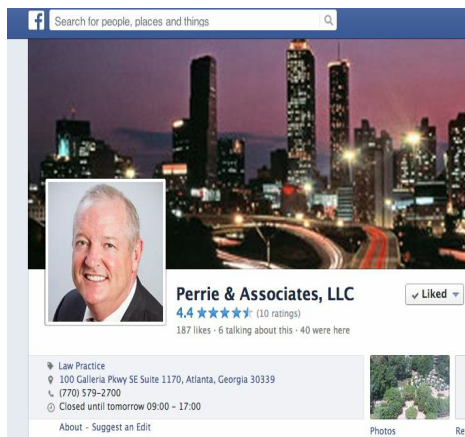 f Search for people, places and things
Perrie & Associates, LLC
Liked
4.4 (10 ratings)
187 likes · 6 talking about this · 40 were here
Law Practice
100 Galleria Pkwy SE Suite 1170, Atlanta, Georgia 30339
(770) 579-2700
Closed until tomorrow 09:00 - 17:00
About - Suggest an Edit
Photos
Re